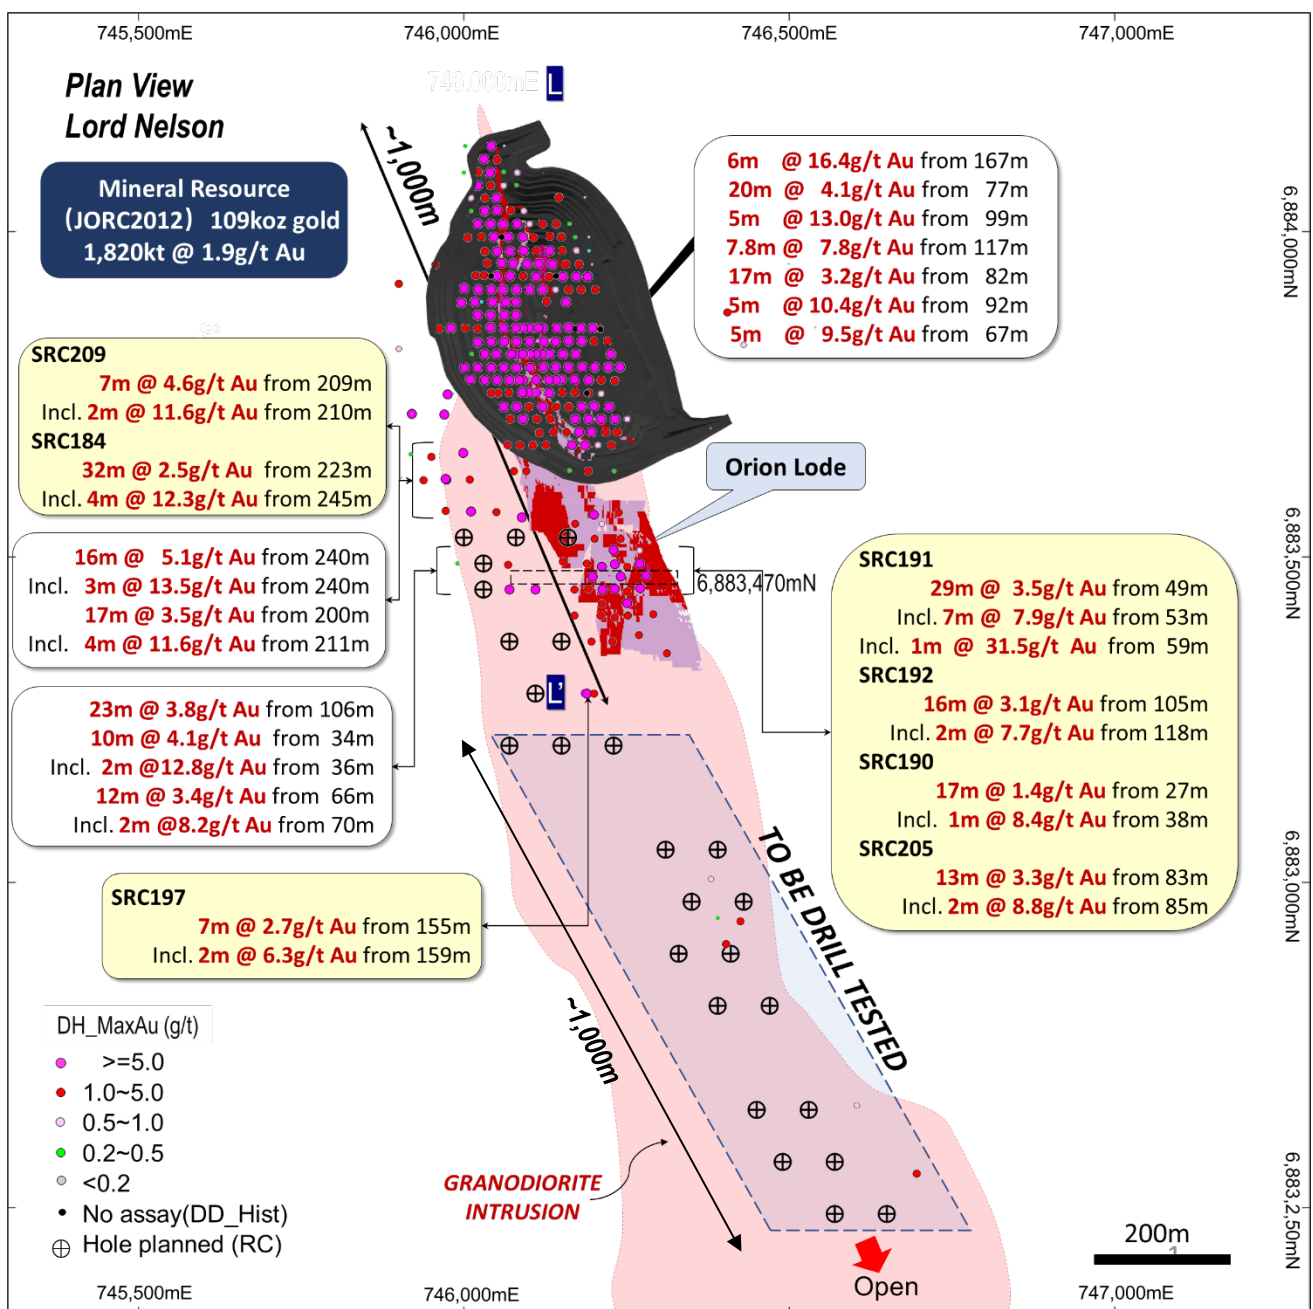 745,500mE
746,000mE
746,500mE
747,000mE
Plan View
Lord Nelson
746,000mE
L
~1,000m
Mineral Resource
(JORC2012) 109koz gold
1,820kt @ 1.9g/t Au
6m @ 16.4g/t Au from 167m
20m @ 4.1g/t Au from 77m
5m @ 13.0g/t Au from 99m
7.8m @ 7.8g/t Au from 117m
17m @ 3.2g/t Au from 82m
5m @ 10.4g/t Au from 92m
5m @ 9.5g/t Au from 67m
6,884,000mN
SRC209
7m @ 4.6g/t Au from 209m
Incl. 2m @ 11.6g/t Au from 210m
SRC184
32m @ 2.5g/t Au from 223m
Incl. 4m @ 12.3g/t Au from 245m
Orion Lode
16m @ 5.1g/t Au from 240m
Incl. 3m @ 13.5g/t Au from 240m
17m @ 3.5g/t Au from 200m
Incl. 4m @ 11.6g/t Au from 211m
6,883,470mN
6,883,500mN
SRC191
29m @ 3.5g/t Au from 49m
Incl. 7m @ 7.9g/t Au from 53m
Incl. 1m @ 31.5g/t Au from 59m
SRC192
16m @ 3.1g/t Au from 105m
Incl. 2m @ 7.7g/t Au from 118m
SRC190
17m @ 1.4g/t Au from 27m
Incl. 1m @ 8.4g/t Au from 38m
SRC205
13m @ 3.3g/t Au from 83m
Incl. 2m @ 8.8g/t Au from 85m
L'
23m @ 3.8g/t Au from 106m
10m @ 4.1g/t Au from 34m
Incl. 2m @12.8g/t Au from 36m
12m @ 3.4g/t Au from 66m
Incl. 2m @8.2g/t Au from 70m
SRC197
7m @ 2.7g/t Au from 155m
Incl. 2m @ 6.3g/t Au from 159m
TO BE DRILL TESTED
6,883,000mN
~1,000m
DH_MaxAu (g/t)
>=5.0
1.0~5.0
0.5~1.0
0.2~0.5
<0.2
No assay(DD_Hist)
Hole planned (RC)
GRANODIORITE
INTRUSION
6,883,2,50mN
200m
1
Open
745,500mE
746,000mE
747,000mE